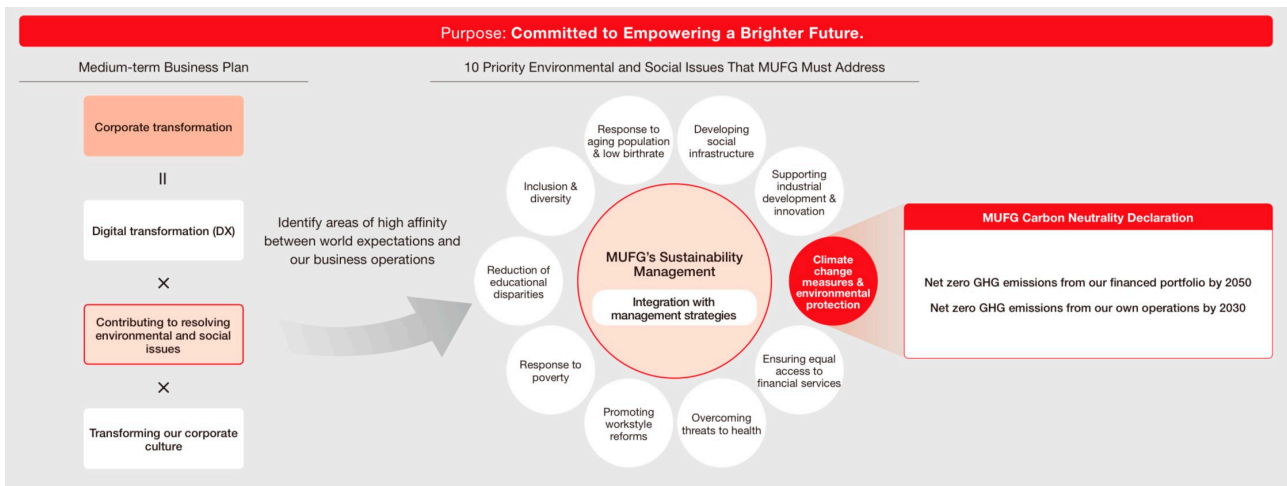 Purpose: Committed to Empowering a Brighter Future.
Medium-term Business Plan
Corporate transformation
=
Digital transformation (DX)
×
Contributing to resolving
environmental and social
issues
×
Transforming our corporate
culture
Identify areas of high affinity
between world expectations and
our business operations
10 Priority Environmental and Social Issues That MUFG Must Address
Response to
aging population
& low birthrate
Developing
social
infrastructure
Supporting
industrial
development &
innovation
Climate
change
measures &
environmental
protection
Ensuring equal
access to
financial services
Overcoming
threats to health
Promoting
workstyle
reforms
Response to
poverty
Reduction of
educational
disparities
Inclusion &
diversity
MUFG's Sustainability
Management
Integration with
management strategies
MUFG Carbon Neutrality Declaration
Net zero GHG emissions from our financed portfolio by 2050
Net zero GHG emissions from our own operations by 2030